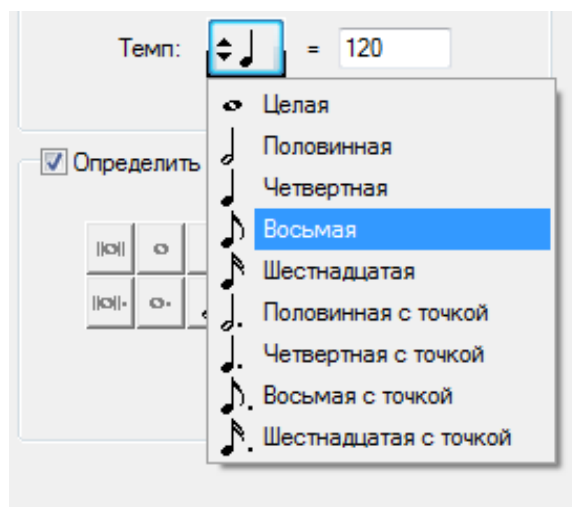 Темп: = 120
Целая
Половинная
Определить
Четвертная
Восьмая
Шестнадцатая
Половинная с точкой
Четвертная с точкой
Восьмая с точкой
Шестнадцатая с точкой